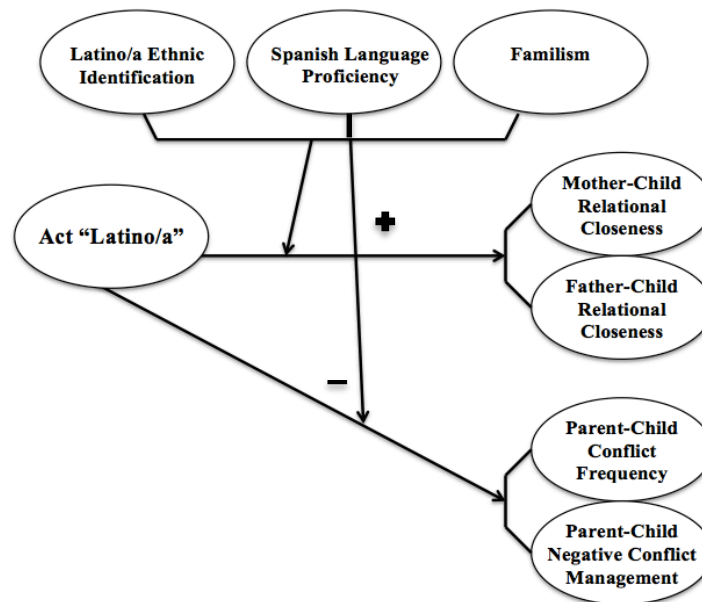 Latino/a Ethnic
Identification
Spanish Language
Proficiency
Familism
Act “Latino/a”
+
Mother-Child
Relational
Closeness
Father-Child
Relational
Closeness
–
Parent-Child
Conflict
Frequency
Parent-Child
Negative Conflict
Management